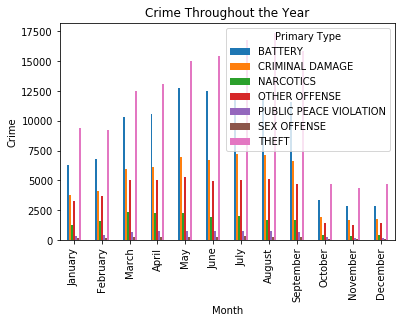 Crime Throughout the Year
Primary Type
BATTERY
CRIMINAL DAMAGE
NARCOTICS
OTHER OFFENSE
PUBLIC PEACE VIOLATION
SEX OFFENSE
THEFT
Crime
17500
15000
12500
10000
7500
5000
2500
0
January
February
March
April
May
June
July
August
September
October
November
December
Month